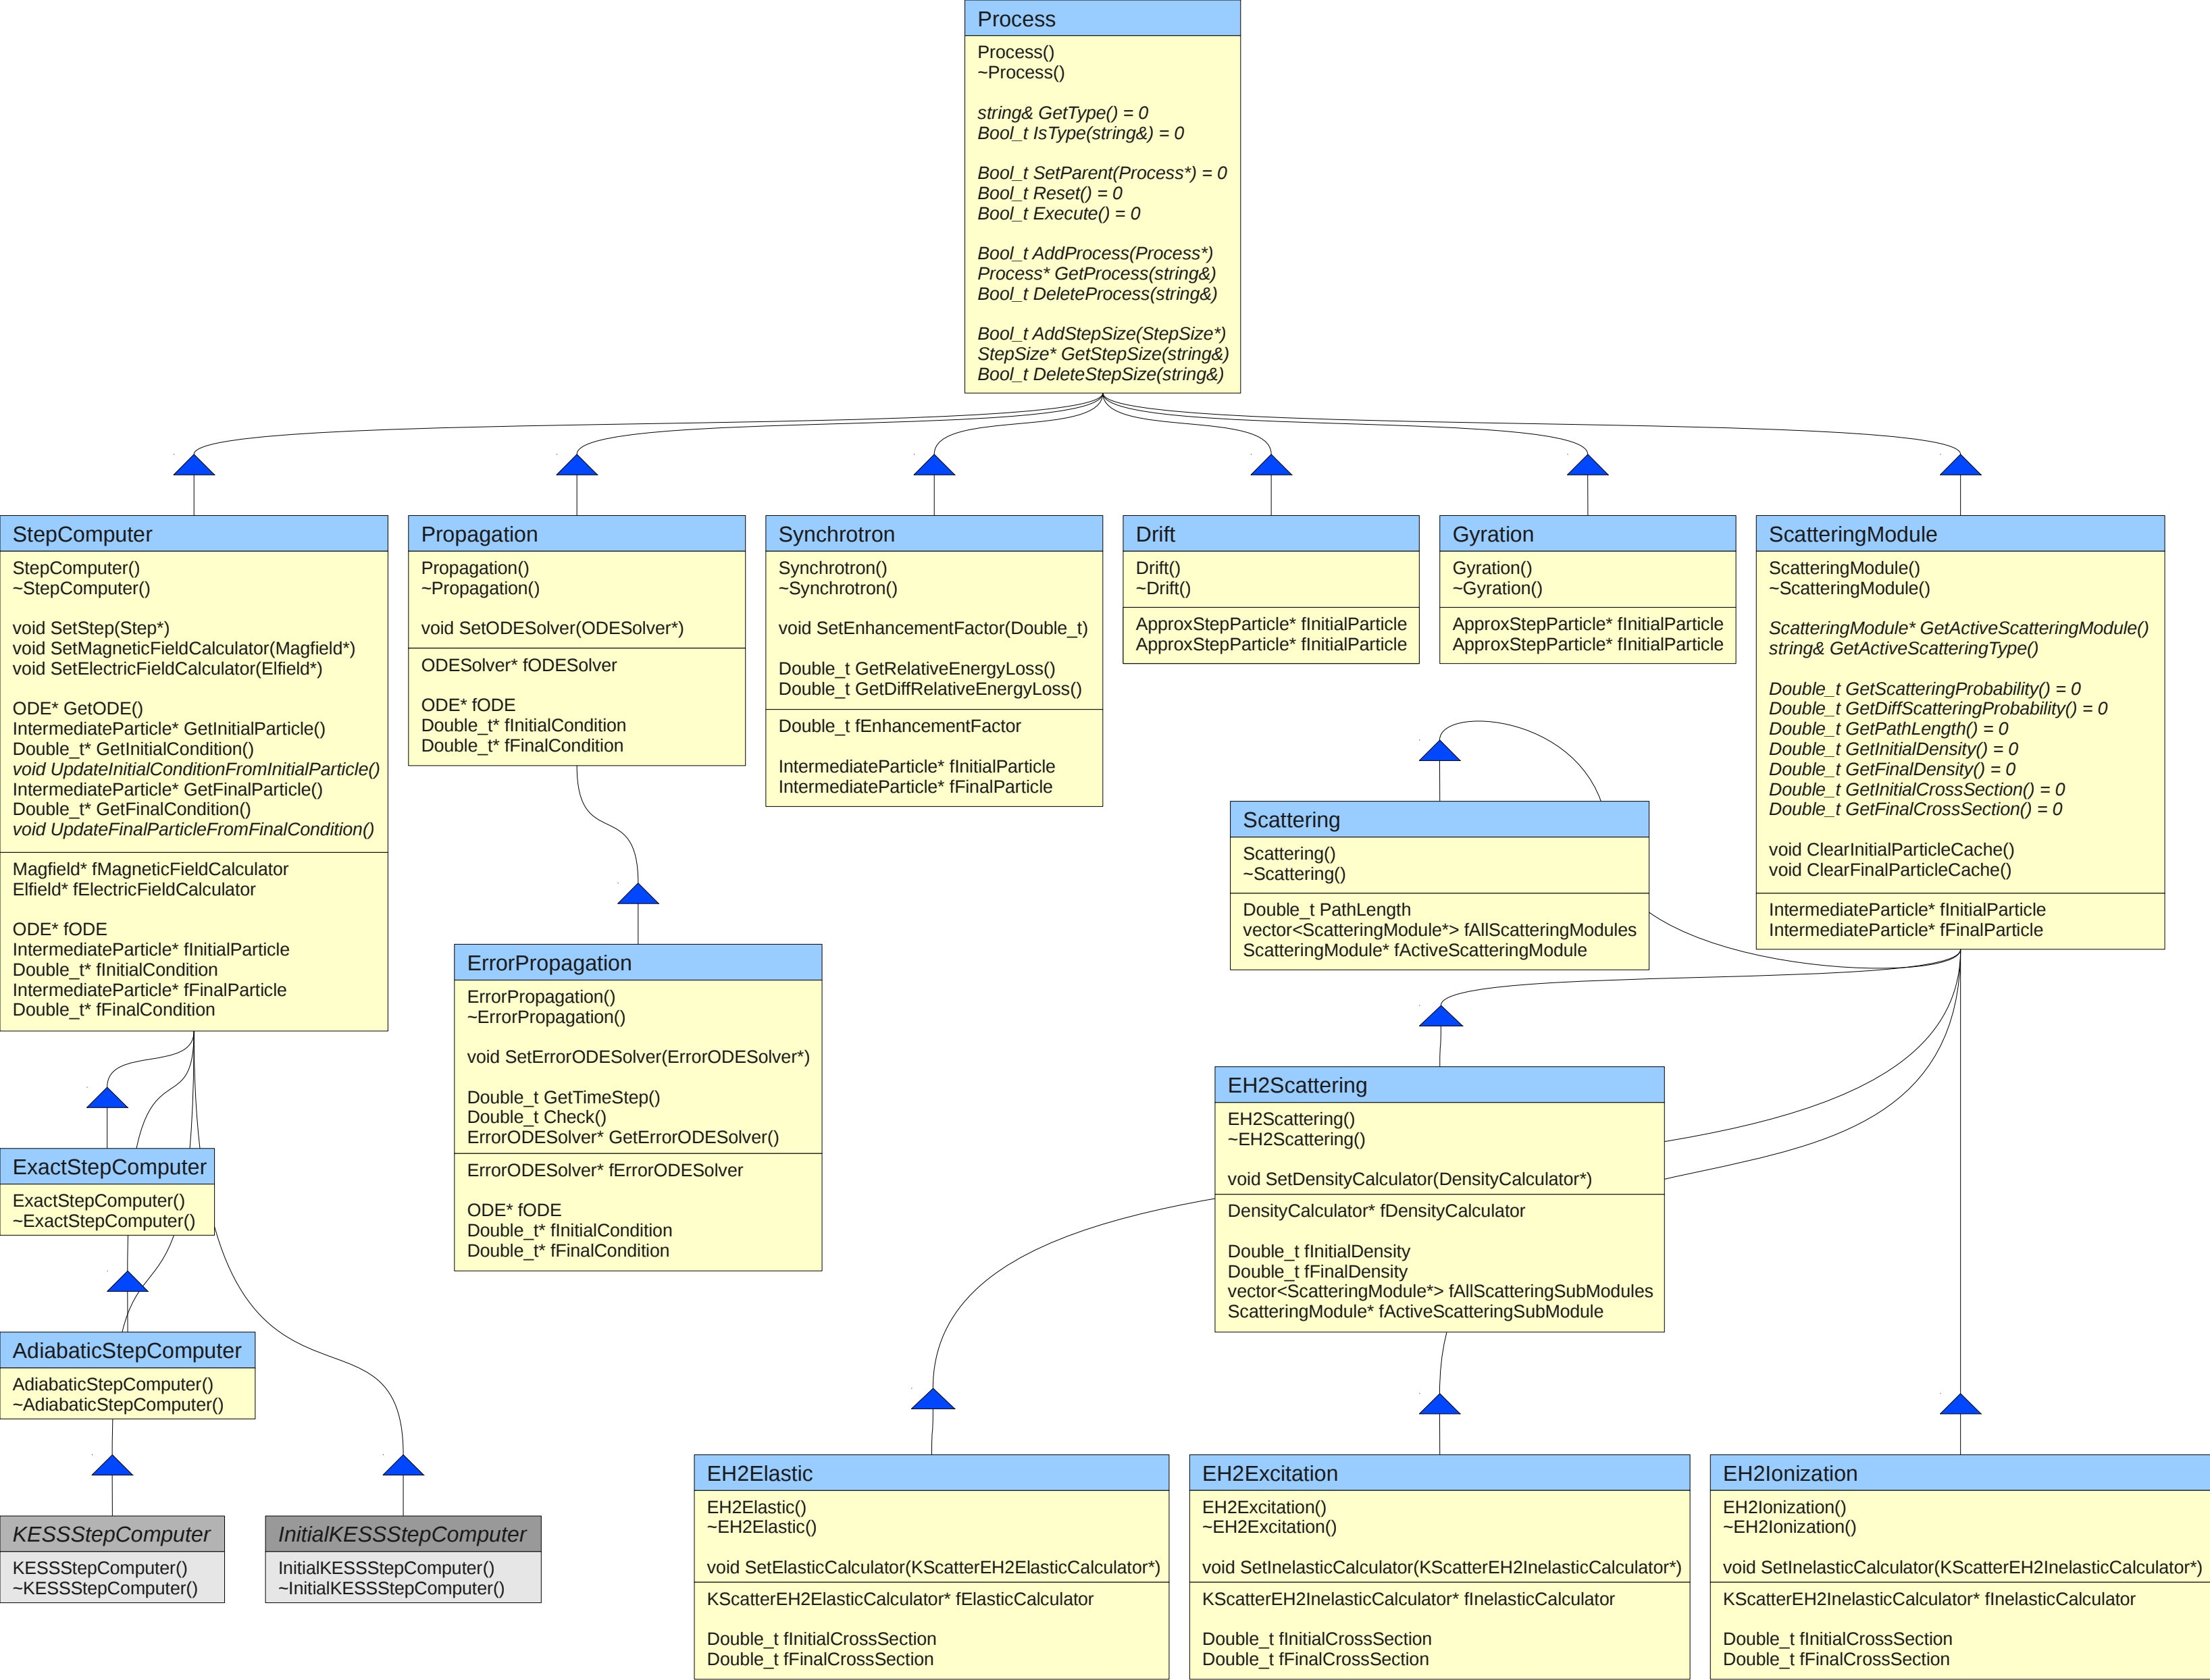 Process
Process()
~Process()
string& GetType() = 0
Bool_t IsType(string&) = 0
Bool_t SetParent(Process*) = 0
Bool_t Reset() = 0
Bool_t Execute() = 0
Bool_t AddProcess(Process*)
Process* GetProcess(string&)
Bool_t DeleteProcess(string&)
Bool_t AddStepSize(StepSize*)
StepSize* GetStepSize(string&)
Bool_t DeleteStepSize(string&)
StepComputer
StepComputer()
~StepComputer()
void SetStep(Step*)
void SetMagneticFieldCalculator(Magfield*)
void SetElectricFieldCalculator(Elfield*)
ODE* GetODE()
IntermediateParticle* GetInitialParticle()
Double_t* GetInitialCondition()
void UpdateInitialConditionFromInitialParticle()
IntermediateParticle* GetFinalParticle()
Double_t* GetFinalCondition()
void UpdateFinalParticleFromFinalCondition()
Magfield* fMagneticFieldCalculator
Elfield* fElectricFieldCalculator
ODE* fODE
IntermediateParticle* fInitialParticle
Double_t* fInitialCondition
IntermediateParticle* fFinalParticle
Double_t* fFinalCondition
Propagation
Propagation()
~Propagation()
void SetODESolver(ODESolver*)
ODESolver* fODESolver
ODE* fODE
Double_t* fInitialCondition
Double_t* fFinalCondition
Synchrotron
Synchrotron()
~Synchrotron()
void SetEnhancementFactor(Double_t)
Double_t GetRelativeEnergyLoss()
Double_t GetDiffRelativeEnergyLoss()
Double_t fEnhancementFactor
IntermediateParticle* fInitialParticle
IntermediateParticle* fFinalParticle
Drift
Drift()
~Drift()
ApproxStepParticle* fInitialParticle
ApproxStepParticle* fInitialParticle
Gyration
Gyration()
~Gyration()
ApproxStepParticle* fInitialParticle
ApproxStepParticle* fInitialParticle
ScatteringModule
ScatteringModule()
~ScatteringModule()
ScatteringModule* GetActiveScatteringModule()
string& GetActiveScatteringType()
Double_t GetScatteringProbability() = 0
Double_t GetDiffScatteringProbability() = 0
Double_t GetPathLength() = 0
Double_t GetInitialDensity() = 0
Double_t GetFinalDensity() = 0
Double_t GetInitialCrossSection() = 0
Double_t GetFinalCrossSection() = 0
void ClearInitialParticleCache()
void ClearFinalParticleCache()
IntermediateParticle* fInitialParticle
IntermediateParticle* fFinalParticle
Scattering
Scattering()
~Scattering()
Double_t PathLength
vector<ScatteringModule*> fAllScatteringModules
ScatteringModule* fActiveScatteringModule
ErrorPropagation
ErrorPropagation()
~ErrorPropagation()
void SetErrorODESolver(ErrorODESolver*)
Double_t GetTimeStep()
Double_t Check()
ErrorODESolver* GetErrorODESolver()
ErrorODESolver* fErrorODESolver
ODE* fODE
Double_t* fInitialCondition
Double_t* fFinalCondition
EH2Scattering
EH2Scattering()
~EH2Scattering()
void SetDensityCalculator(DensityCalculator*)
DensityCalculator* fDensityCalculator
Double_t fInitialDensity
Double_t fFinalDensity
vector<ScatteringModule*> fAllScatteringSubModules
ScatteringModule* fActiveScatteringSubModule
ExactStepComputer
ExactStepComputer()
~ExactStepComputer()
AdiabaticStepComputer
AdiabaticStepComputer()
~AdiabaticStepComputer()
KESSStepComputer
KESSStepComputer()
~KESSStepComputer()
InitialKESSStepComputer
InitialKESSStepComputer()
~InitialKESSStepComputer()
EH2Elastic
EH2Elastic()
~EH2Elastic()
void SetElasticCalculator(KScatterEH2ElasticCalculator*)
KScatterEH2ElasticCalculator* fElasticCalculator
Double_t fInitialCrossSection
Double_t fFinalCrossSection
EH2Excitation
EH2Excitation()
~EH2Excitation()
void SetInelasticCalculator(KScatterEH2InelasticCalculator*)
KScatterEH2InelasticCalculator* fInelasticCalculator
Double_t fInitialCrossSection
Double_t fFinalCrossSection
EH2Ionization
EH2Ionization()
~EH2Ionization()
void SetInelasticCalculator(KScatterEH2InelasticCalculator*)
KScatterEH2InelasticCalculator* fInelasticCalculator
Double_t fInitialCrossSection
Double_t fFinalCrossSection